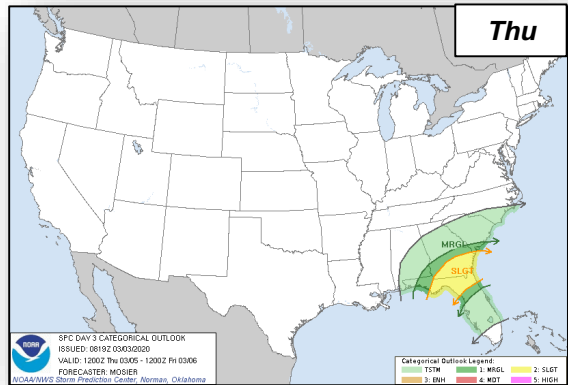 Thu
MRGL
SLGT
NOAA
SPC DAY 3 CATEGORICAL OUTLOOK
ISSUED: 0819Z 03/03/2020
VALID: 1200Z Thu 03/05 - 1200Z Fri 03/06
FORECASTER: MOSIER
NOAA/NWS Storm Prediction Center, Norman, Oklahoma
Categorical Outlook Legend:
TSTM 1: MRGL 2: SLGT
3: ENH 4: MDT 5: HIGH